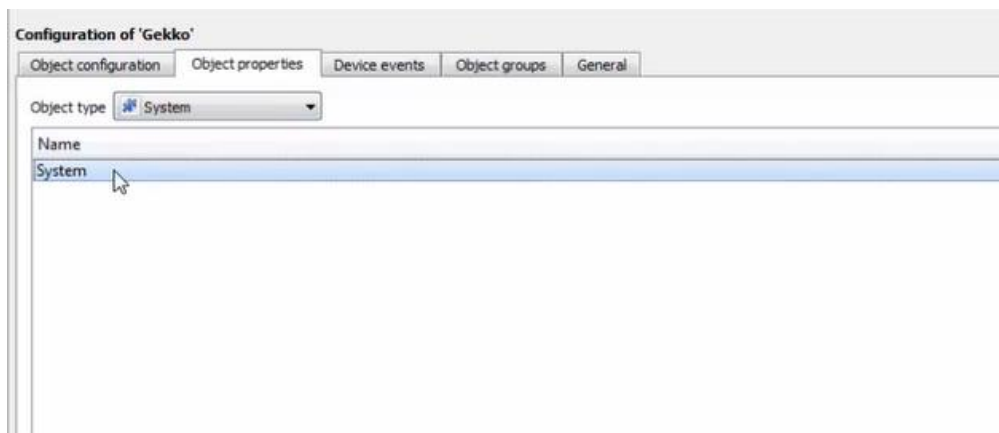 Configuration of 'Gekko'
Object configuration Object properties Device events Object groups General
Object type System
Name
System